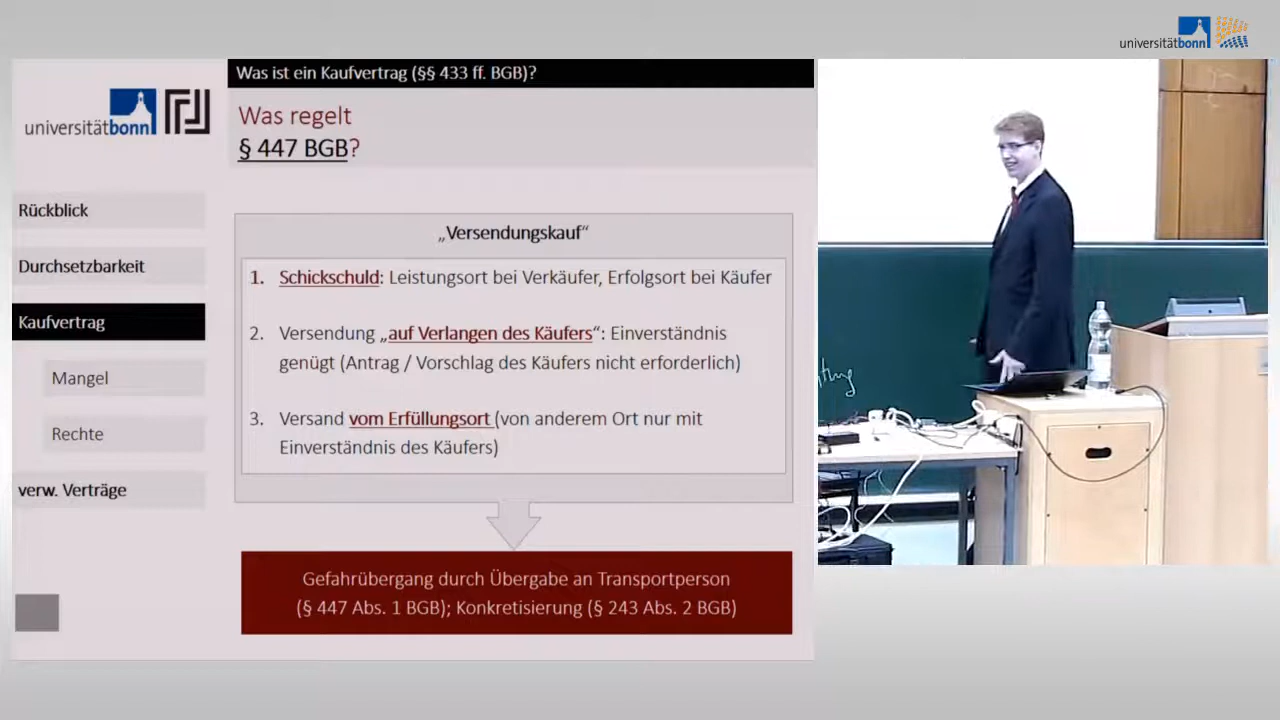 universitätbonn
Was ist ein Kaufvertrag (§§ 433 ff. BGB)?
universitätbonn
Was regelt
§ 447 BGB?
Rückblick
Durchsetzbarkeit
Kaufvertrag
Mangel
Rechte
verw. Verträge
„Versendungskauf“
1. Schickschuld: Leistungsort bei Verkäufer, Erfolgsort bei Käufer
2. Versendung „auf Verlangen des Käufers“: Einverständnis
genügt (Antrag / Vorschlag des Käufers nicht erforderlich)
3. Versand vom Erfüllungsort (von anderem Ort nur mit
Einverständnis des Käufers)
Gefahrübergang durch Übergabe an Transportperson
(§ 447 Abs. 1 BGB); Konkretisierung (§ 243 Abs. 2 BGB)